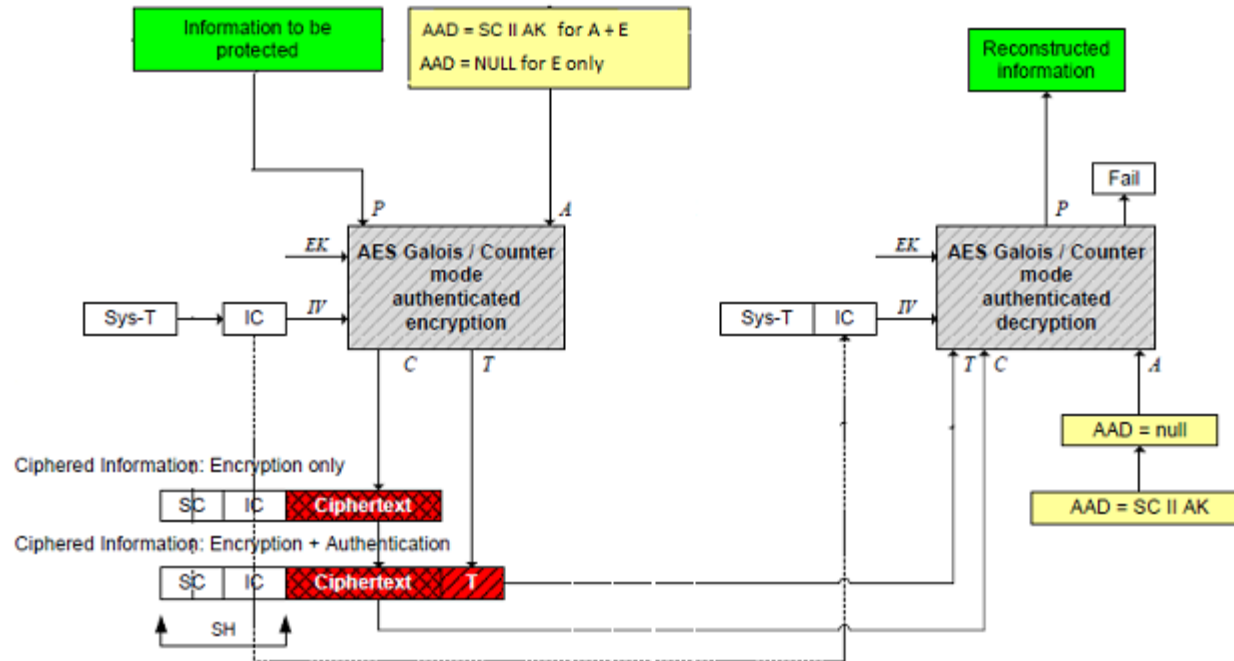 Information to be
protected
AAD = SC II AK for A + E
AAD = NULL for E only
Reconstructed
information
Fail
P
A
P
EK
AES Galois / Counter
mode
authenticated
encryption
EK
AES Galois / Counter
mode
authenticated
decryption
Sys-T
IC
IV
Sys-T
IC
IV
C
T
T
C
A
AAD = null
Ciphered Information: Encryption only
SC
IC
Ciphertext
AAD = SC II AK
Ciphered Information: Encryption + Authentication
SC
IC
Ciphertext
T
SH